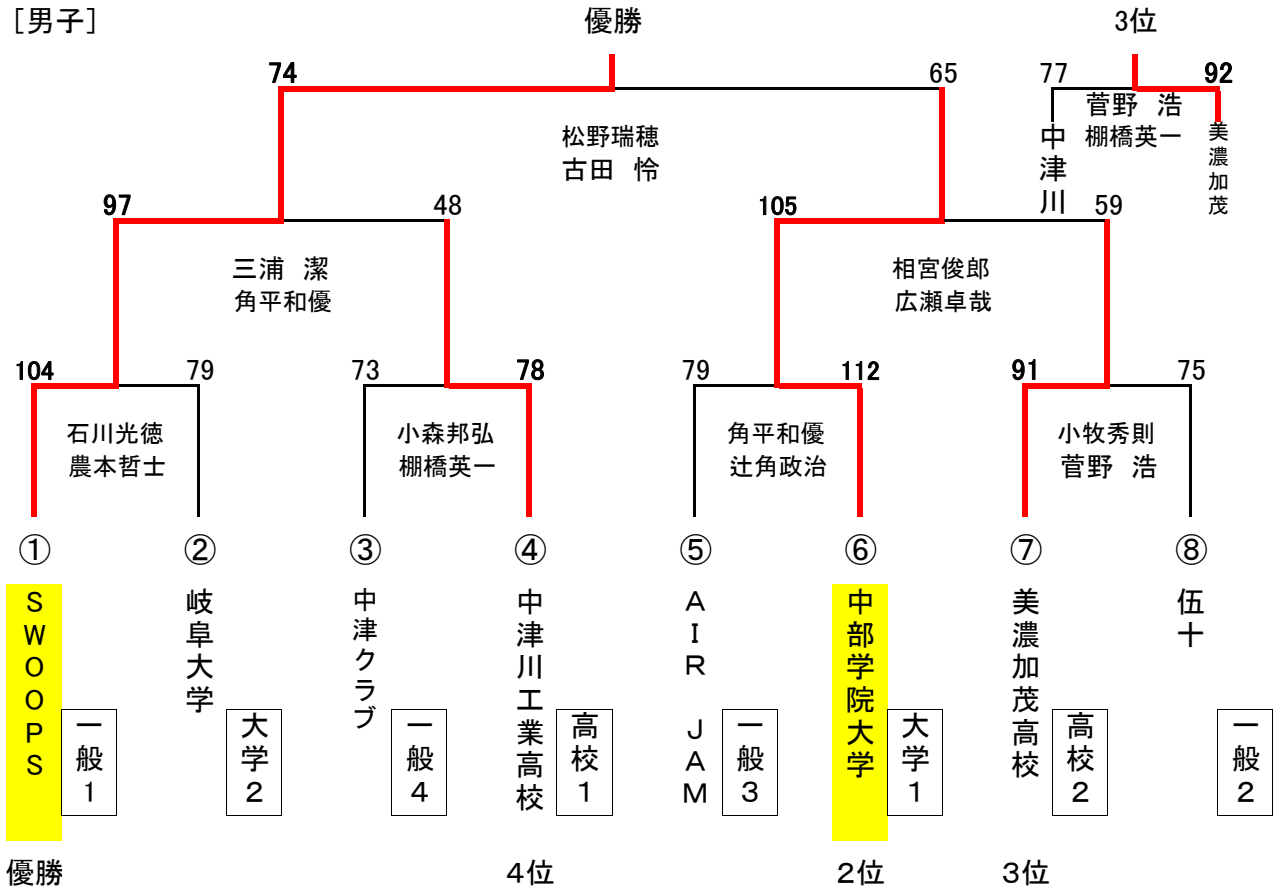 ［男子］
優勝
3位
74
65
77
92
松野瑞穂
古田　怜
菅野　浩
棚橋英一
中津川
美濃加茂
97
48
105
59
三浦　潔
角平和優
相宮俊郎
広瀬卓哉
104
79
73
78
79
112
91
75
石川光徳
農本哲士
小森邦弘
棚橋英一
角平和優
辻角政治
小牧秀則
菅野　浩
①
②
③
④
⑤
⑥
⑦
⑧
ＳＷＯＯＰＳ
岐阜大学
中津クラブ
中津川工業高校
ＡＩＲ　ＪＡＭ
中部学院大学
美濃加茂高校
伍十
一般１
大学２
一般４
高校１
一般３
大学１
高校２
一般２
優勝
４位
２位
３位